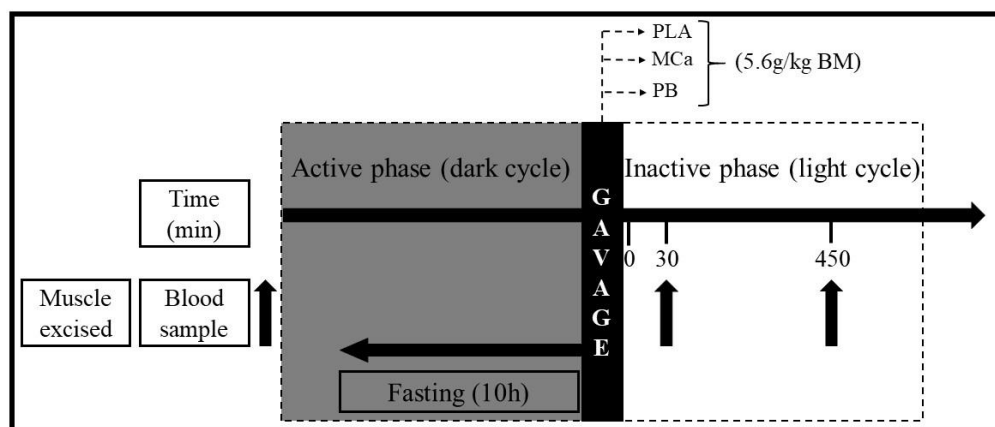 PLA
MCa
PB
(5.6g/kg BM)
Active phase (dark cycle)
Inactive phase (light cycle)
GAVAGE
Time
(min)
0
30
450
Muscle
excised
Blood
sample
Fasting (10h)